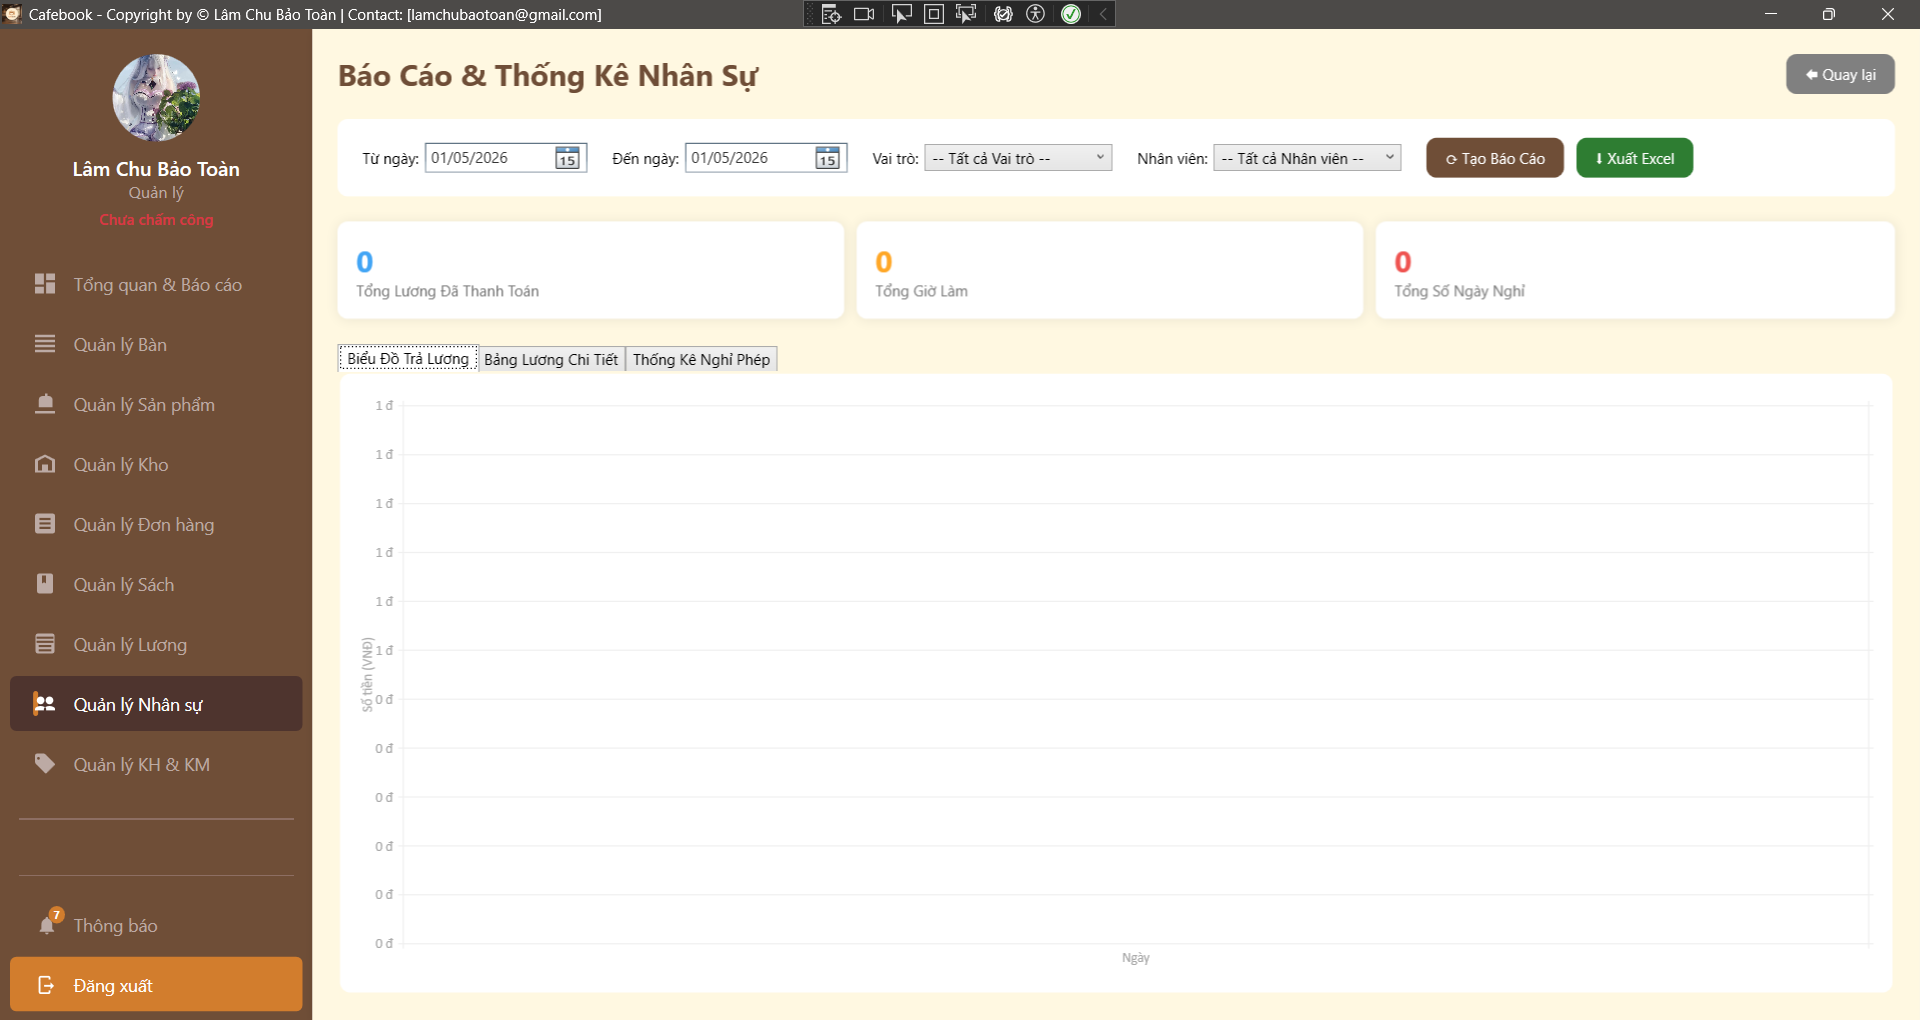 Cafebook - Copyright by © Lâm Chu Bảo Toàn | Contact: [lamchubaotoan@gmail.com]
Lâm Chu Bảo Toàn
Quản lý
Chưa chấm công
Tổng quan & Báo cáo
Quản lý Bàn
Quản lý Sản phẩm
Quản lý Kho
Quản lý Đơn hàng
Quản lý Sách
Quản lý Lương
Quản lý Nhân sự
Quản lý KH & KM
7
Thông báo
Đăng xuất
Báo Cáo & Thống Kê Nhân Sự
Quay lại
Từ ngày: 01/05/2026 15 Đến ngày: 01/05/2026 15 Vai trò: -- Tất cả Vai trò -- Nhân viên: -- Tất cả Nhân viên -- Tạo Báo Cáo Xuất Excel
0
Tổng Lương Đã Thanh Toán
0
Tổng Giờ Làm
0
Tổng Số Ngày Nghỉ
Biểu Đồ Trả Lương Bảng Lương Chi Tiết Thống Kê Nghỉ Phép
1 đ
1 đ
1 đ
1 đ
1 đ
1 đ
0 đ
0 đ
0 đ
0 đ
0 đ
0 đ
Số tiền (VNĐ)
Ngày